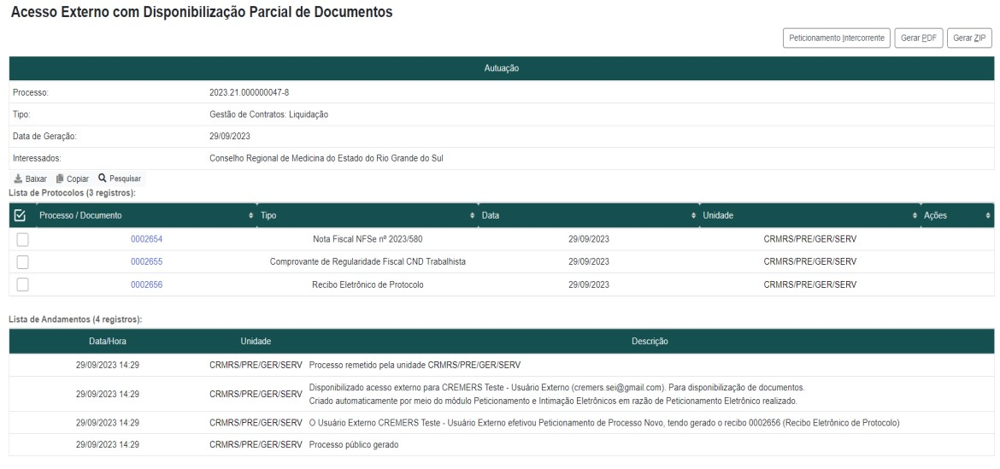 Acesso Externo com Disponibilização Parcial de Documentos
Peticionamento Intercorrente Gerar PDF Gerar ZIP
Autuação
Processo: 2023.21.000000047-8
Tipo: Gestão de Contratos: Liquidação
Data de Geração: 29/09/2023
Interessados: Conselho Regional de Medicina do Estado do Rio Grande do Sul
Baixar Copiar Pesquisar
Lista de Protocolos (3 registros):
Processo / Documento Tipo Data Unidade Ações
0002654 Nota Fiscal NFSe nº 2023/580 29/09/2023 CRMRS/PRE/GER/SERV
0002655 Comprovante de Regularidade Fiscal CND Trabalhista 29/09/2023 CRMRS/PRE/GER/SERV
0002656 Recibo Eletrônico de Protocolo 29/09/2023 CRMRS/PRE/GER/SERV
Lista de Andamentos (4 registros):
Data/Hora Unidade Descrição
29/09/2023 14:29 CRMRS/PRE/GER/SERV Processo remetido pela unidade CRMRS/PRE/GER/SERV
29/09/2023 14:29 CRMRS/PRE/GER/SERV Disponibilizado acesso externo para CREMERS Teste - Usuário Externo (cremers.sei@gmail.com). Para disponibilização de documentos.
Criado automaticamente por meio do módulo Peticionamento e Intimação Eletrônicos em razão de Peticionamento Eletrônico realizado.
29/09/2023 14:29 CRMRS/PRE/GER/SERV O Usuário Externo CREMERS Teste - Usuário Externo efetivou Peticionamento de Processo Novo, tendo gerado o recibo 0002656 (Recibo Eletrônico de Protocolo)
29/09/2023 14:29 CRMRS/PRE/GER/SERV Processo público gerado